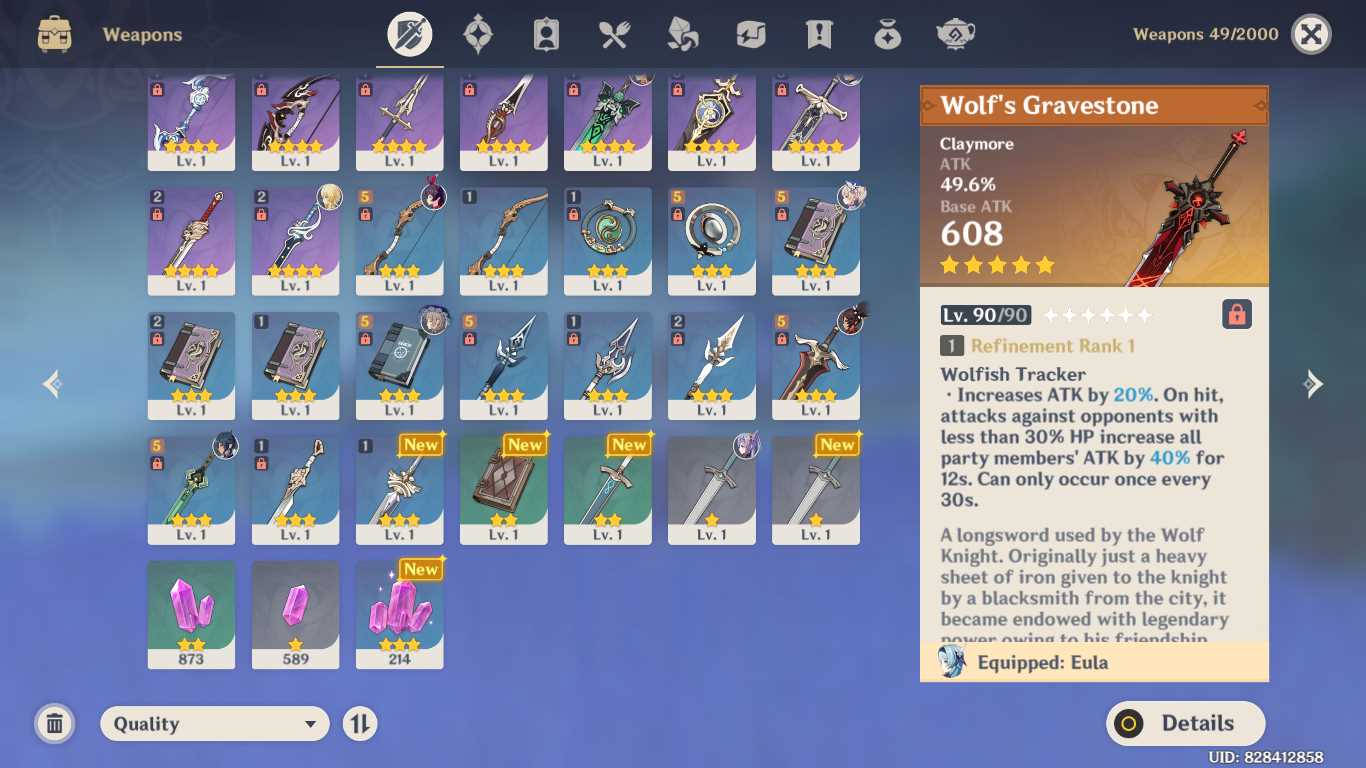 Weapons
Weapons 49/2000
Lv. 1
Lv. 1
Lv. 1
Lv. 1
Lv. 1
Lv. 1
Lv. 1
2
Lv. 1
2
Lv. 1
5
Lv. 1
1
Lv. 1
1
Lv. 1
5
Lv. 1
5
Lv. 1
2
Lv. 1
1
Lv. 1
5
Lv. 1
5
Lv. 1
1
Lv. 1
2
Lv. 1
5
Lv. 1
5
Lv. 1
1
Lv. 1
1
New
Lv. 1
New
Lv. 1
New
Lv. 1
Lv. 1
New
Lv. 1
873
589
New
214
Wolf's Gravestone
Claymore
ATK
49.6%
Base ATK
608
Lv. 90/90
1 Refinement Rank 1
Wolfish Tracker
· Increases ATK by 20%. On hit,
attacks against opponents with
less than 30% HP increase all
party members' ATK by 40% for
12s. Can only occur once every
30s.
A longsword used by the Wolf
Knight. Originally just a heavy
sheet of iron given to the knight
by a blacksmith from the city, it
became endowed with legendary
power owing to his friendship
Equipped: Eula
Quality
Details
UID: 828412858